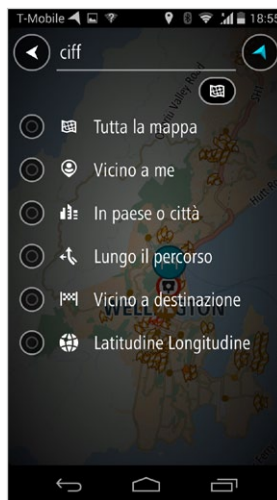 T-Mobile 18:55
ciff
Tutta la mappa
Vicino a me
In paese o città
Lungo il percorso
Vicino a destinazione
WELLINGTON
Latitudine Longitudine